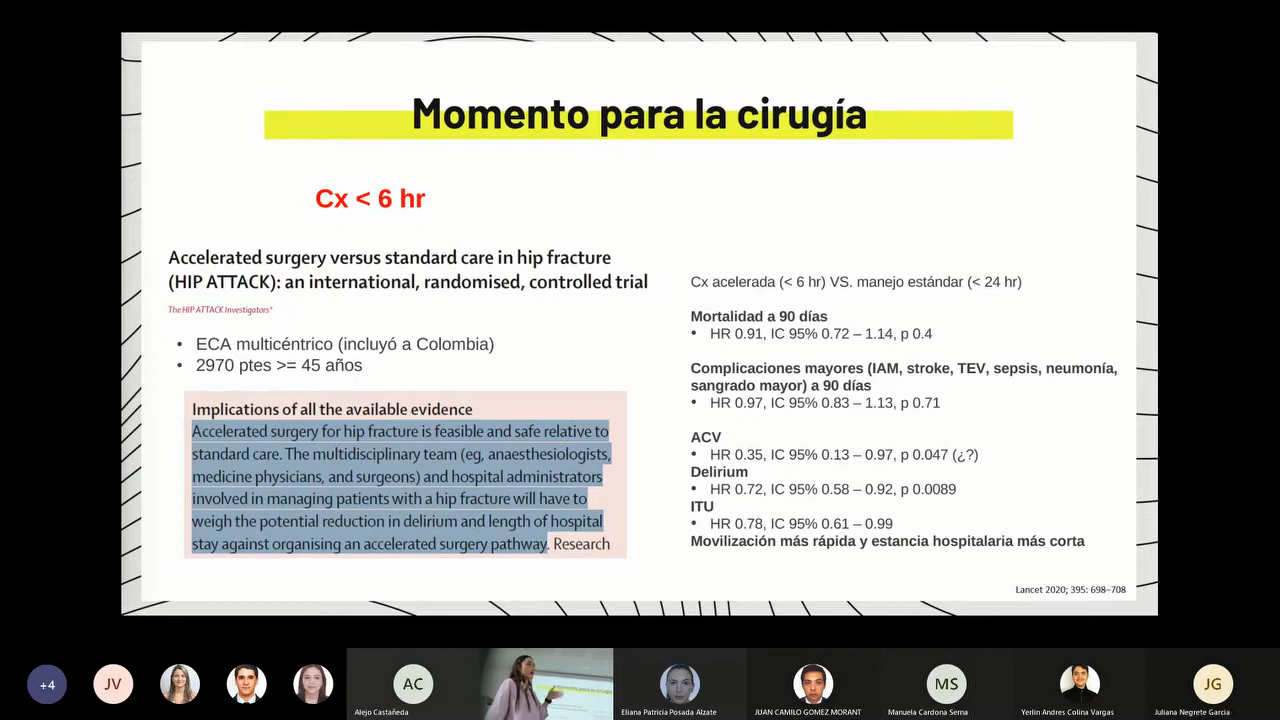 Momento para la cirugía
Cx < 6 hr
Accelerated surgery versus standard care in hip fracture
(HIP ATTACK): an international, randomised, controlled trial
The HIP ATTACK Investigators*
• ECA multicéntrico (incluyó a Colombia)
• 2970 ptes >= 45 años
Implications of all the available evidence
Accelerated surgery for hip fracture is feasible and safe relative to
standard care. The multidisciplinary team (eg, anaesthesiologists,
medicine physicians, and surgeons) and hospital administrators
involved in managing patients with a hip fracture will have to
weigh the potential reduction in delirium and length of hospital
stay against organising an accelerated surgery pathway. Research
Cx acelerada (< 6 hr) VS. manejo estándar (< 24 hr)
Mortalidad a 90 días
• HR 0.91, IC 95% 0.72 – 1.14, p 0.4
Complicaciones mayores (IAM, stroke, TEV, sepsis, neumonía,
sangrado mayor) a 90 días
• HR 0.97, IC 95% 0.83 – 1.13, p 0.71
ACV
• HR 0.35, IC 95% 0.13 – 0.97, p 0.047 (¿?)
Delirium
• HR 0.72, IC 95% 0.58 – 0.92, p 0.0089
ITU
• HR 0.78, IC 95% 0.61 – 0.99
Movilización más rápida y estancia hospitalaria más corta
Lancet 2020; 395: 698–708
+4
JV
AC
Alejo Castañeda
Momento para la cirugía
Eliana Patricia Posada Alzate
JUAN CAMILO GOMEZ MORANT
MS
Manuela Cardona Serna
Yerlin Andres Colina Vargas
JG
Juliana Negrete Garcia